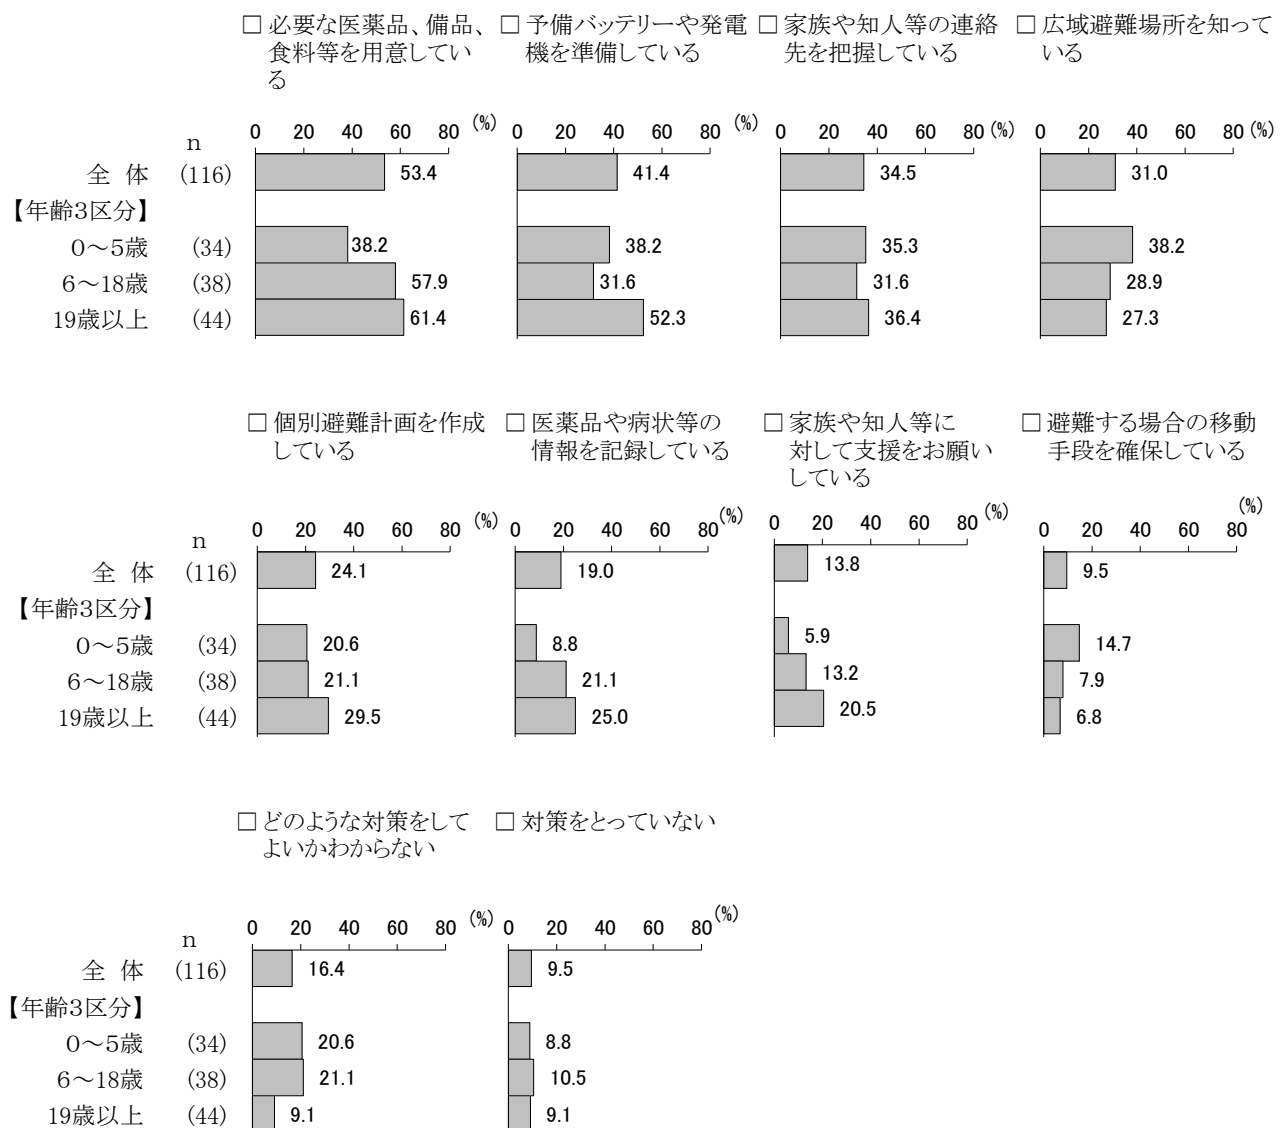 □ 必要な医薬品、備品、
食料等を用意してい
る
□ 予備バッテリーや発電
機を準備している
□ 家族や知人等の連絡
先を把握している
□ 広域避難場所を知って
いる
n
0 20 40 60 80 (%)
0 20 40 60 80 (%)
0 20 40 60 80 (%)
0 20 40 60 80 (%)
全 体 (116) 53.4 41.4 34.5 31.0
【年齢3区分】
0～5歳 (34) 38.2 38.2 35.3 38.2
6～18歳 (38) 57.9 31.6 31.6 28.9
19歳以上 (44) 61.4 52.3 36.4 27.3
□ 個別避難計画を作成
している
□ 医薬品や病状等の
情報を記録している
□ 家族や知人等に
対して支援をお願い
している
□ 避難する場合の移動
手段を確保している
n
0 20 40 60 80 (%)
0 20 40 60 80 (%)
0 20 40 60 80 (%)
0 20 40 60 80 (%)
全 体 (116) 24.1 19.0 13.8 9.5
【年齢3区分】
0～5歳 (34) 20.6 8.8 5.9 14.7
6～18歳 (38) 21.1 21.1 13.2 7.9
19歳以上 (44) 29.5 25.0 20.5 6.8
□ どのような対策をして
よいかわからない
□ 対策をとっていない
n
0 20 40 60 80 (%)
0 20 40 60 80 (%)
全 体 (116) 16.4 9.5
【年齢3区分】
0～5歳 (34) 20.6 8.8
6～18歳 (38) 21.1 10.5
19歳以上 (44) 9.1 9.1